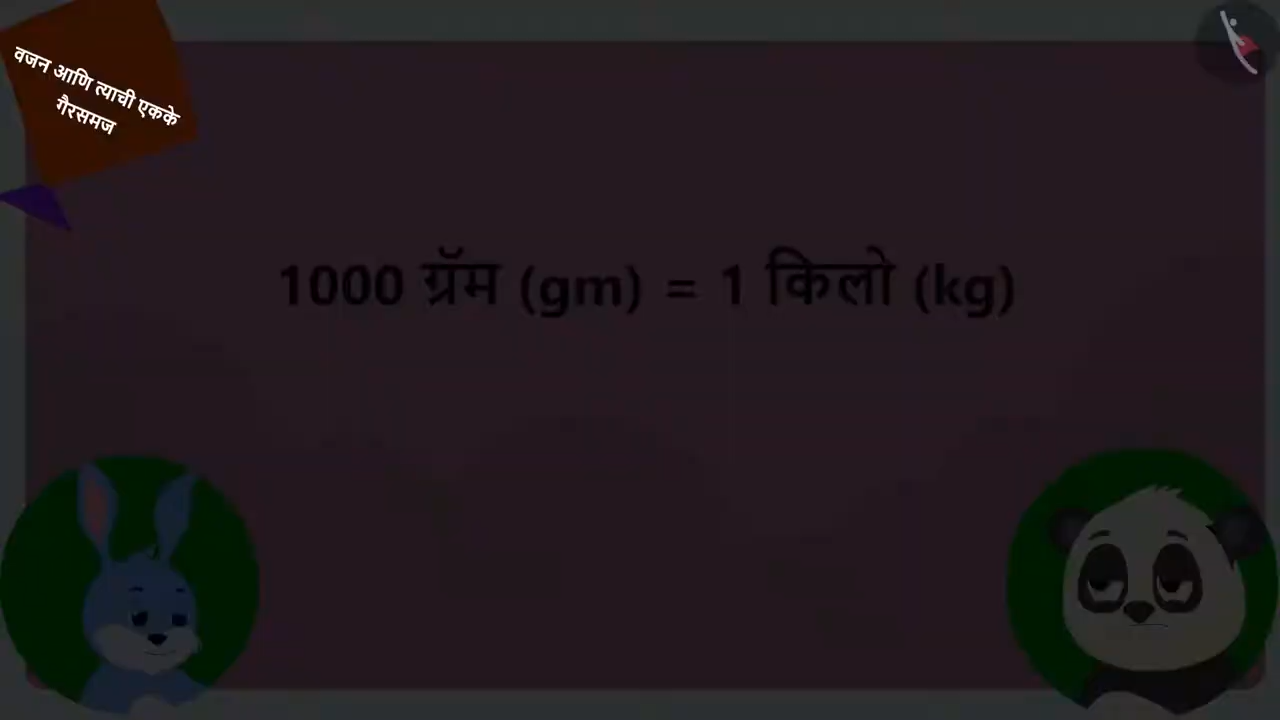 वजन आणि त्याची एकके
गैरसमज
1000 ग्रॅम (gm) = 1 किलो (kg)